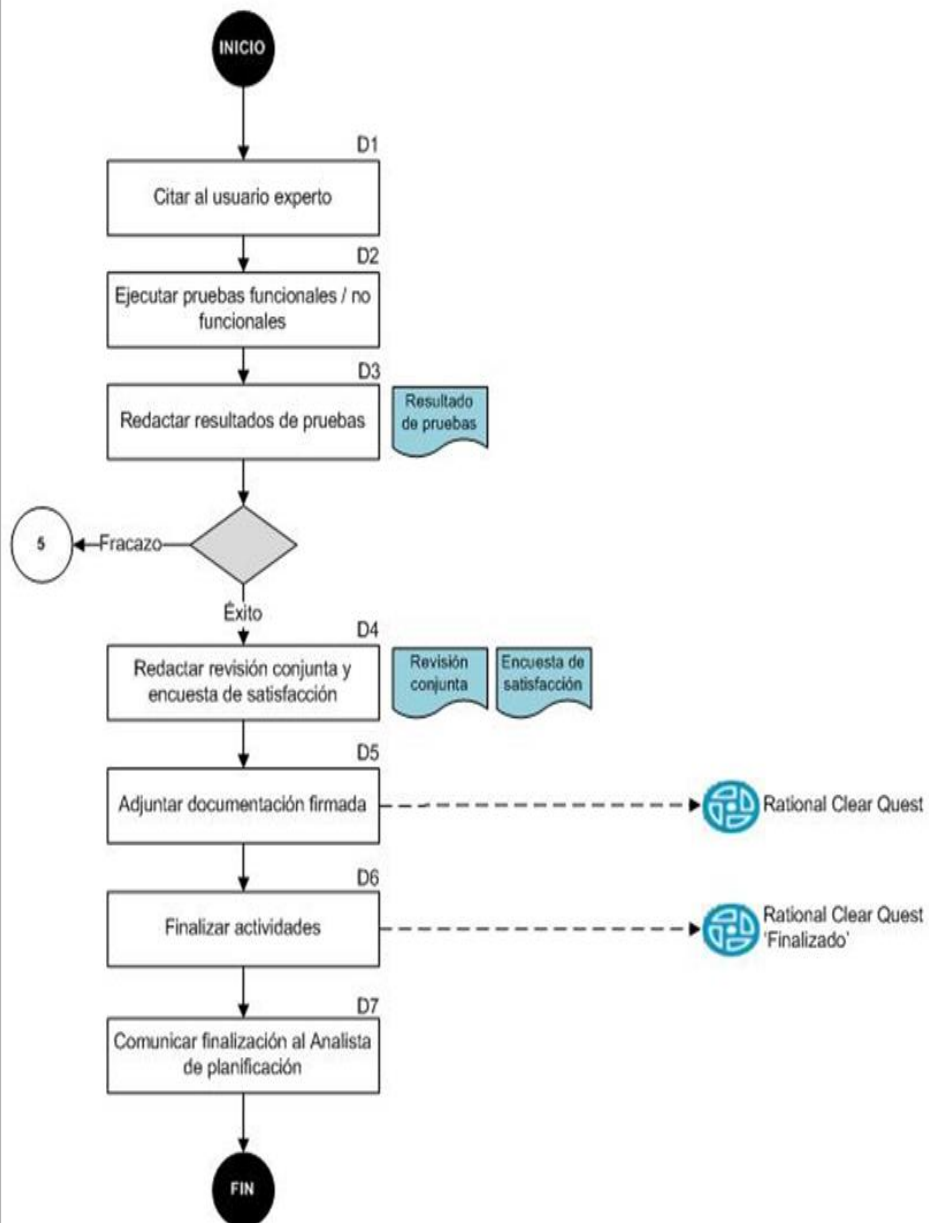 INICIO
D1
Citar al usuario experto
D2
Ejecutar pruebas funcionales / no
funcionales
D3
Redactar resultados de pruebas
Resultado
de pruebas
5
Fracazo
Éxito
D4
Redactar revisión conjunta y
encuesta de satisfacción
Revisión
conjunta
Encuesta de
satisfacción
D5
Adjuntar documentación firmada
Rational Clear Quest
D6
Finalizar actividades
Rational Clear Quest
'Finalizado'
D7
Comunicar finalización al Analista
de planificación
FIN